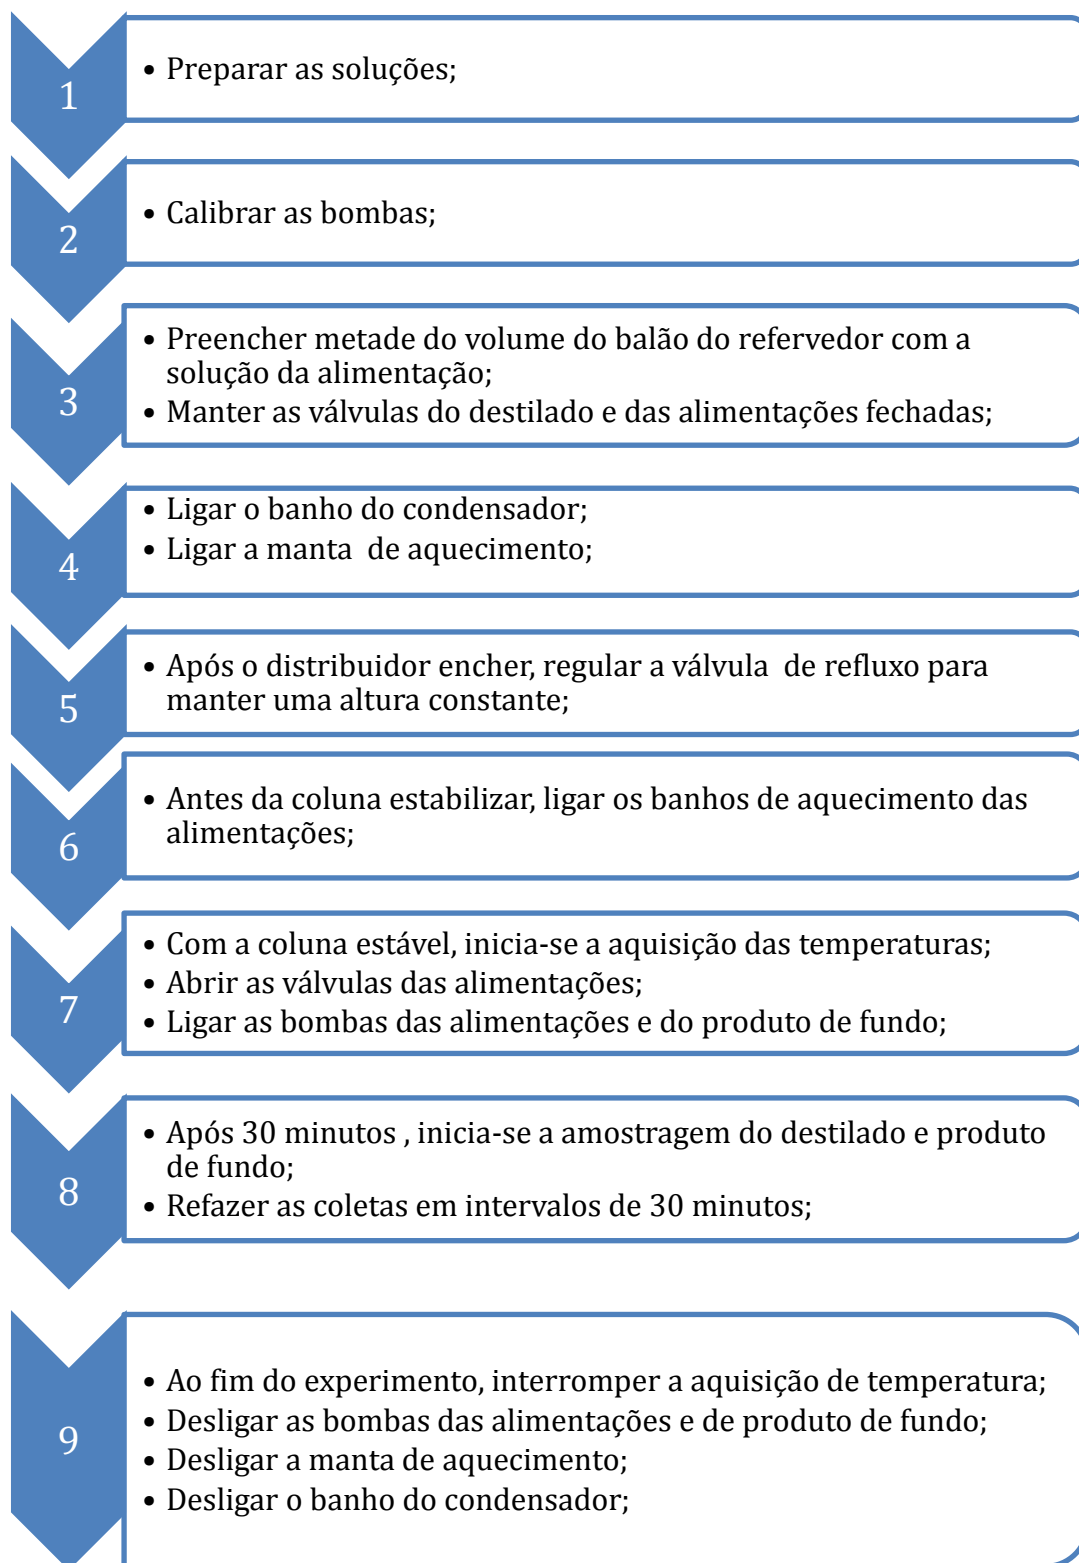 1
• Preparar as soluções;
2
• Calibrar as bombas;
3
• Preencher metade do volume do balão do refervedor com a
solução da alimentação;
• Manter as válvulas do destilado e das alimentações fechadas;
4
• Ligar o banho do condensador;
• Ligar a manta  de aquecimento;
5
• Após o distribuidor encher, regular a válvula  de refluxo para
manter uma altura constante;
6
• Antes da coluna estabilizar, ligar os banhos de aquecimento das
alimentações;
7
• Com a coluna estável, inicia-se a aquisição das temperaturas;
• Abrir as válvulas das alimentações;
• Ligar as bombas das alimentações e do produto de fundo;
8
• Após 30 minutos , inicia-se a amostragem do destilado e produto
de fundo;
• Refazer as coletas em intervalos de 30 minutos;
9
• Ao fim do experimento, interromper a aquisição de temperatura;
• Desligar as bombas das alimentações e de produto de fundo;
• Desligar a manta de aquecimento;
• Desligar o banho do condensador;